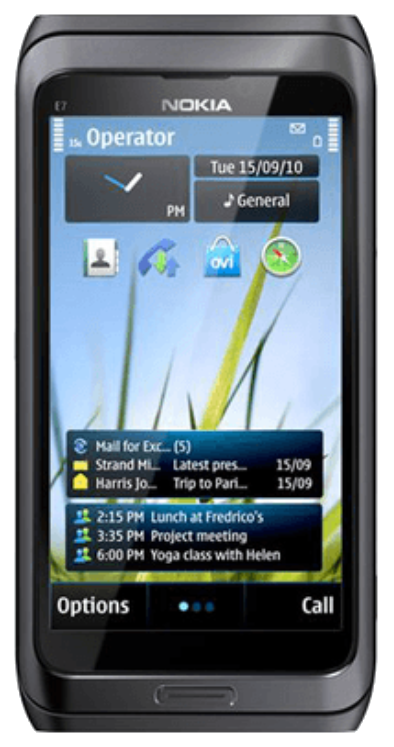 E7
NOKIA
Operator
Tue 15/09/10
PM
General
ovi
Mail for Exc... (5)
Strand Mi... Latest pres... 15/09
Harris Jo... Trip to Pari... 15/09
2:15 PM Lunch at Fredrico's
3:35 PM Project meeting
6:00 PM Yoga class with Helen
Options
Call